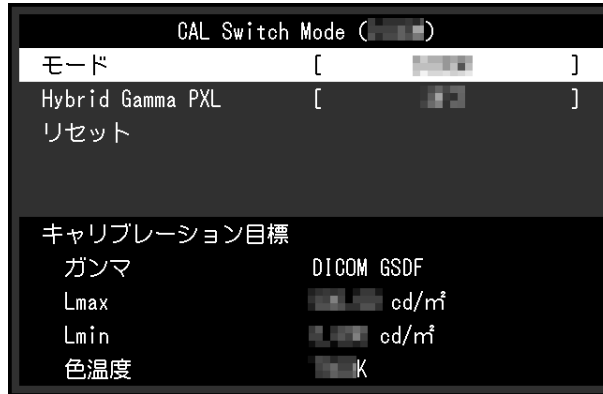 CAL Switch Mode ( )
モード [ ]
Hybrid Gamma PXL [ ]
リセット
キャリブレーション目標
ガンマ DICOM GSDF
Lmax cd/㎡
Lmin cd/㎡
色温度 K